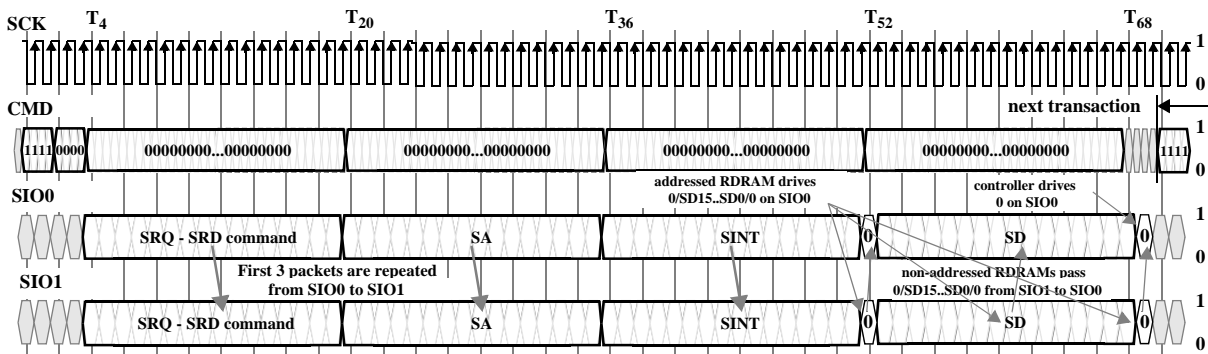 SCK T4 T20 T36 T52 T68
1
0
CMD next transaction
1
1111 0000 00000000...00000000 00000000...00000000 00000000...00000000 00000000...00000000 1111
0
SIO0
addressed RDRAM drives
0/SD15..SD0/0 on SIO0
controller drives
0 on SIO0
1
SRQ - SRD command SA SINT 0 SD 0
0
SIO1
First 3 packets are repeated
from SIO0 to SIO1
non-addressed RDRAMs pass
0/SD15..SD0/0 from SIO1 to SIO0
1
SRQ - SRD command SA SINT 0 SD 0
0